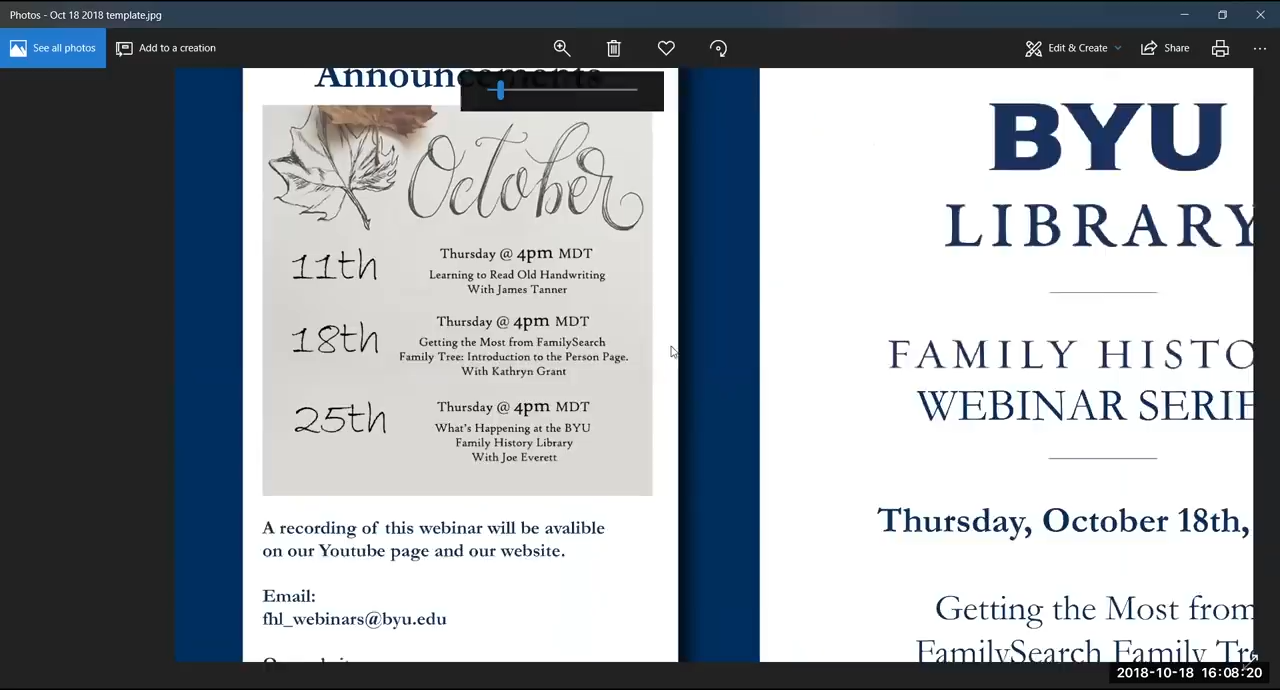 Photos - Oct 18 2018 template.jpg
See all photos
Add to a creation
Edit & Create
Share
Announcements
October
11th
Thursday @ 4pm MDT
Learning to Read Old Handwriting
With James Tanner
18th
Thursday @ 4pm MDT
Getting the Most from FamilySearch
Family Tree: Introduction to the Person Page.
With Kathryn Grant
25th
Thursday @ 4pm MDT
What's Happening at the BYU
Family History Library
With Joe Everett
A recording of this webinar will be avalible
on our Youtube page and our website.
Email:
fhl_webinars@byu.edu
BYU
LIBRARY
FAMILY HISTO
WEBINAR SERIE
Thursday, October 18th,
Getting the Most from
FamilySearch Family Tre
2018-10-18 16:08:20